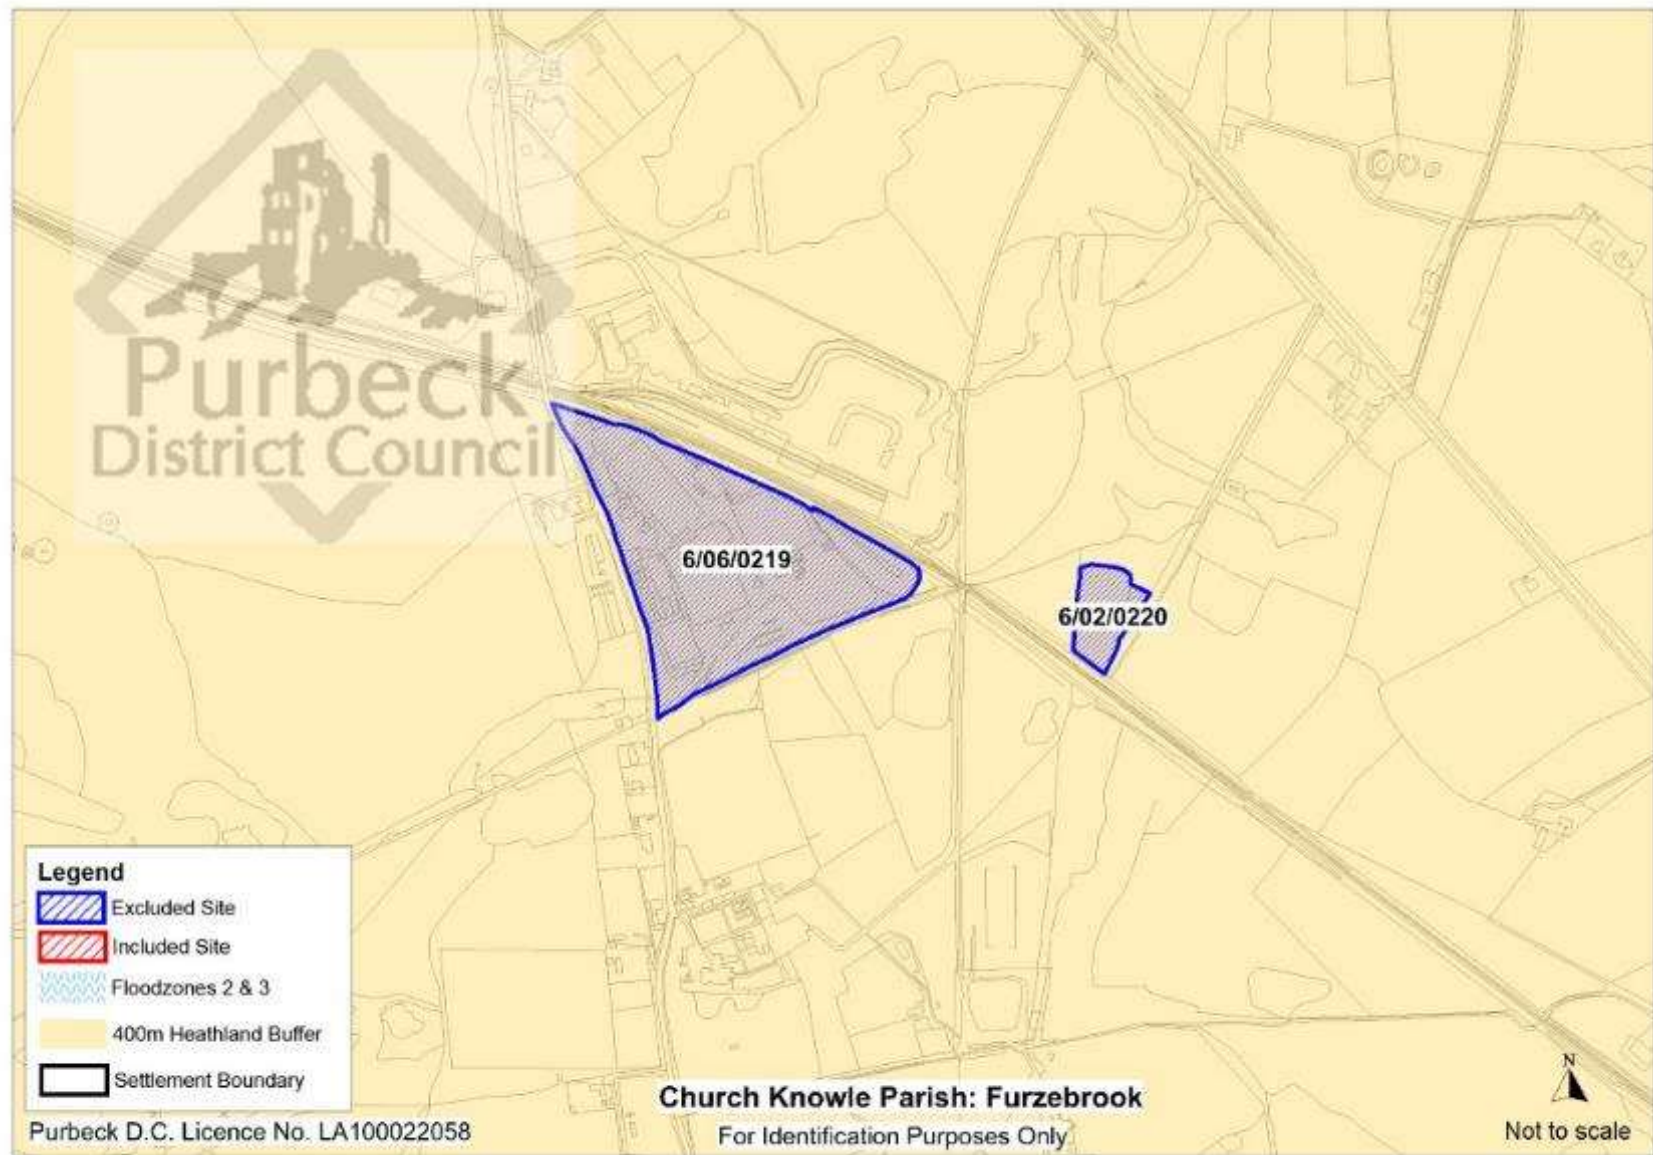 Purbeck
District Council
6/06/0219
6/02/0220
Legend
Excluded Site
Included Site
Floodzones 2 & 3
400m Heathland Buffer
Settlement Boundary
Purbeck D.C. Licence No. LA100022058
Church Knowle Parish: Furzebrook
For Identification Purposes Only
N
Not to scale